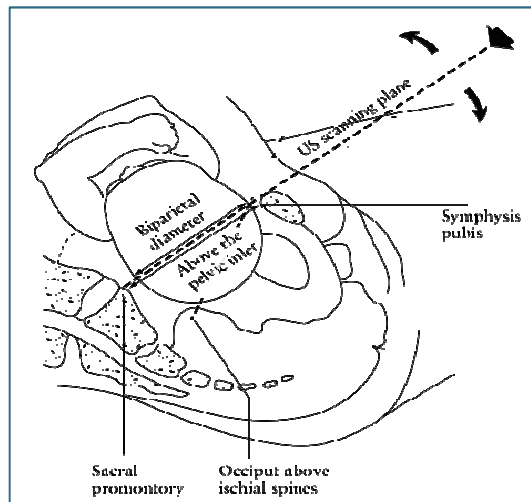 US scanning plane
Biparietal
diameter
Above the
pelvic inlet
Symphysis
pubis
Sacral
promontory
Occiput above
ischial spines